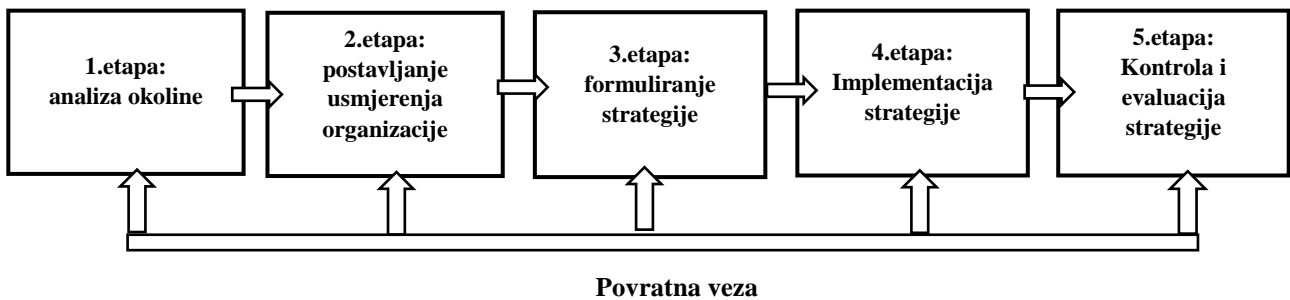 1.etapa:
analiza okoline
2.etapa:
postavljanje
usmjerenja
organizacije
3.etapa:
formuliranje
strategije
4.etapa:
Implementacija
strategije
5.etapa:
Kontrola i
evaluacija
strategije
Povratna veza